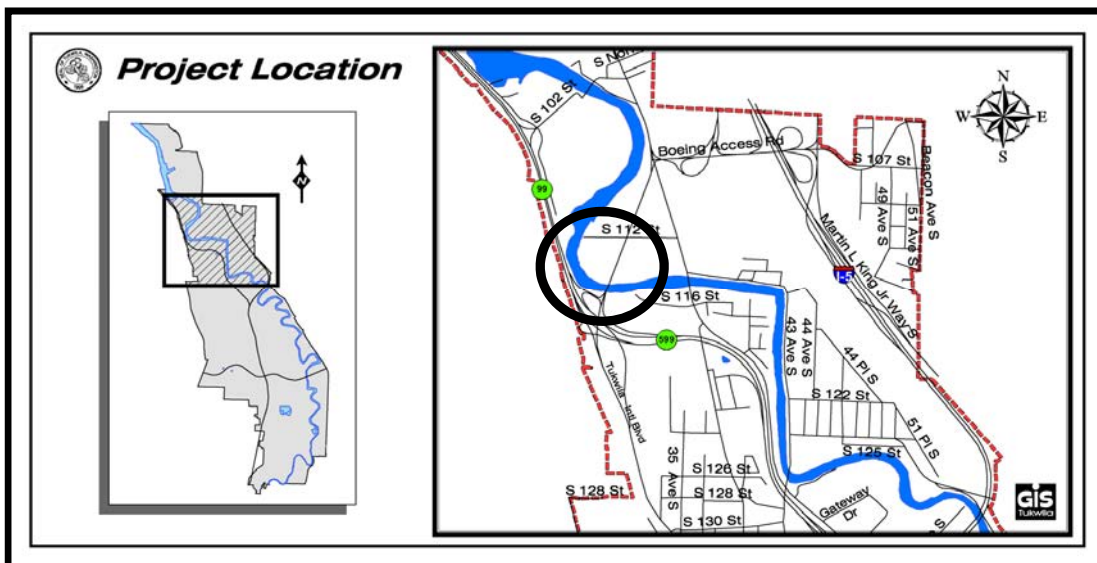 Project Location
N
N
W E
S
S 102 St
S Nor
Boeing Access Rd
S 107 St
Beacon Ave S
49 Ave S
51 Ave S
99
S 112 St
Martin L King Jr Way S
I-5
S 116 St
599
43 Ave S
44 Ave S
44 Pl S
Tukwila Intl Blvd
S 122 St
51 Pl S
S 125 St
35 Ave S
S 126 St
S 128 St
S 128 St
S 130 St
Gateway Dr
S
GIS
Tukwila